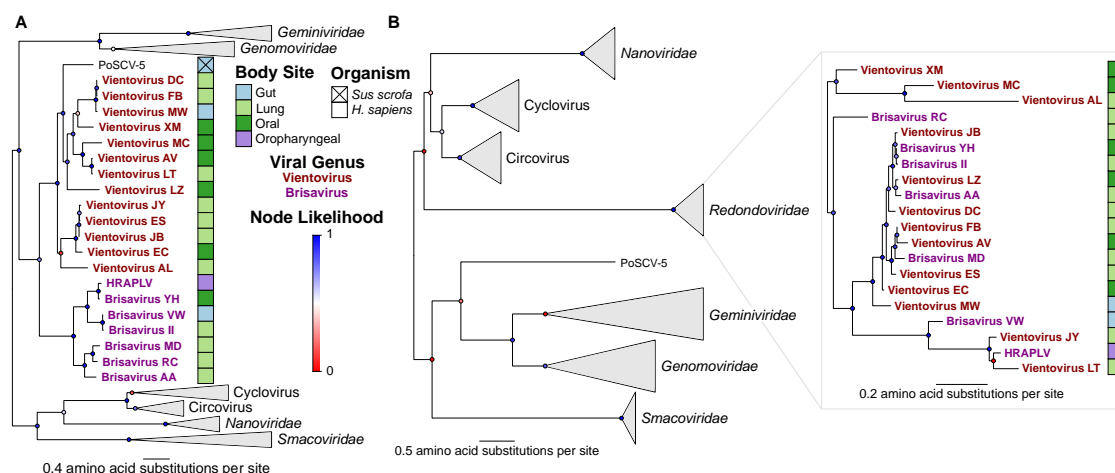 A
Geminiviridae
Genomoviridae
PoSCV-5
Vientovirus DC
Vientovirus FB
Vientovirus MW
Vientovirus XM
Vientovirus MC
Vientovirus AV
Vientovirus LT
Vientovirus LZ
Vientovirus JY
Vientovirus ES
Vientovirus JB
Vientovirus EC
Vientovirus AL
HRAPLV
Brisavirus YH
Brisavirus VW
Brisavirus II
Brisavirus MD
Brisavirus RC
Brisavirus AA
Cyclovirus
Circovirus
Nanoviridae
Smacoviridae
0.4 amino acid substitutions per site
Body Site
Gut
Lung
Oral
Oropharyngeal
Organism
Sus scrofa
H. sapiens
Viral Genus
Vientovirus
Brisavirus
Node Likelihood
1
0
B
Nanoviridae
Cyclovirus
Circovirus
Redondoviridae
PoSCV-5
Geminiviridae
Genomoviridae
Smacoviridae
0.5 amino acid substitutions per site
Vientovirus XM
Vientovirus MC
Vientovirus AL
Brisavirus RC
Vientovirus JB
Brisavirus YH
Brisavirus II
Vientovirus LZ
Brisavirus AA
Vientovirus DC
Vientovirus FB
Vientovirus AV
Brisavirus MD
Vientovirus ES
Vientovirus EC
Vientovirus MW
Brisavirus VW
Vientovirus JY
HRAPLV
Vientovirus LT
0.2 amino acid substitutions per site